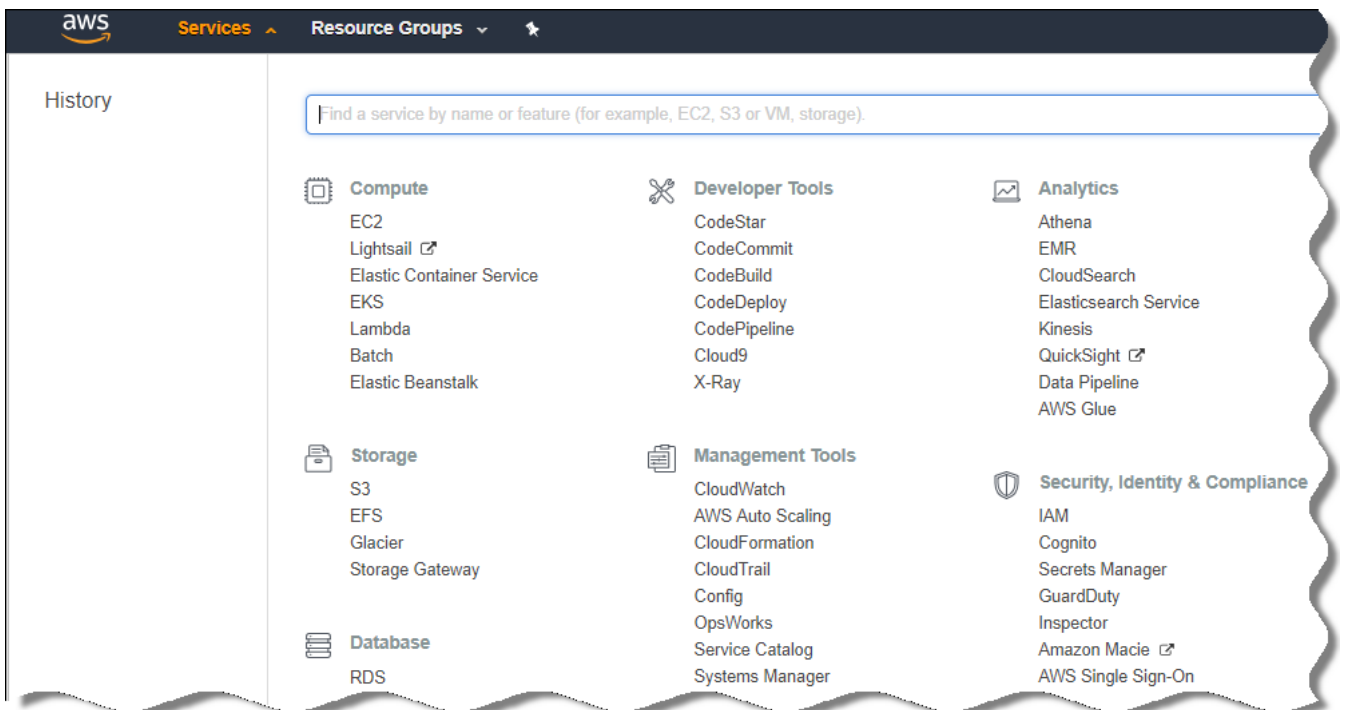 aws Services Resource Groups
History
Find a service by name or feature (for example, EC2, S3 or VM, storage).
Compute
EC2
Lightsail
Elastic Container Service
EKS
Lambda
Batch
Elastic Beanstalk
Storage
S3
EFS
Glacier
Storage Gateway
Database
RDS
Developer Tools
CodeStar
CodeCommit
CodeBuild
CodeDeploy
CodePipeline
Cloud9
X-Ray
Management Tools
CloudWatch
AWS Auto Scaling
CloudFormation
CloudTrail
Config
OpsWorks
Service Catalog
Systems Manager
Analytics
Athena
EMR
CloudSearch
Elasticsearch Service
Kinesis
QuickSight
Data Pipeline
AWS Glue
Security, Identity & Compliance
IAM
Cognito
Secrets Manager
GuardDuty
Inspector
Amazon Macie
AWS Single Sign-On